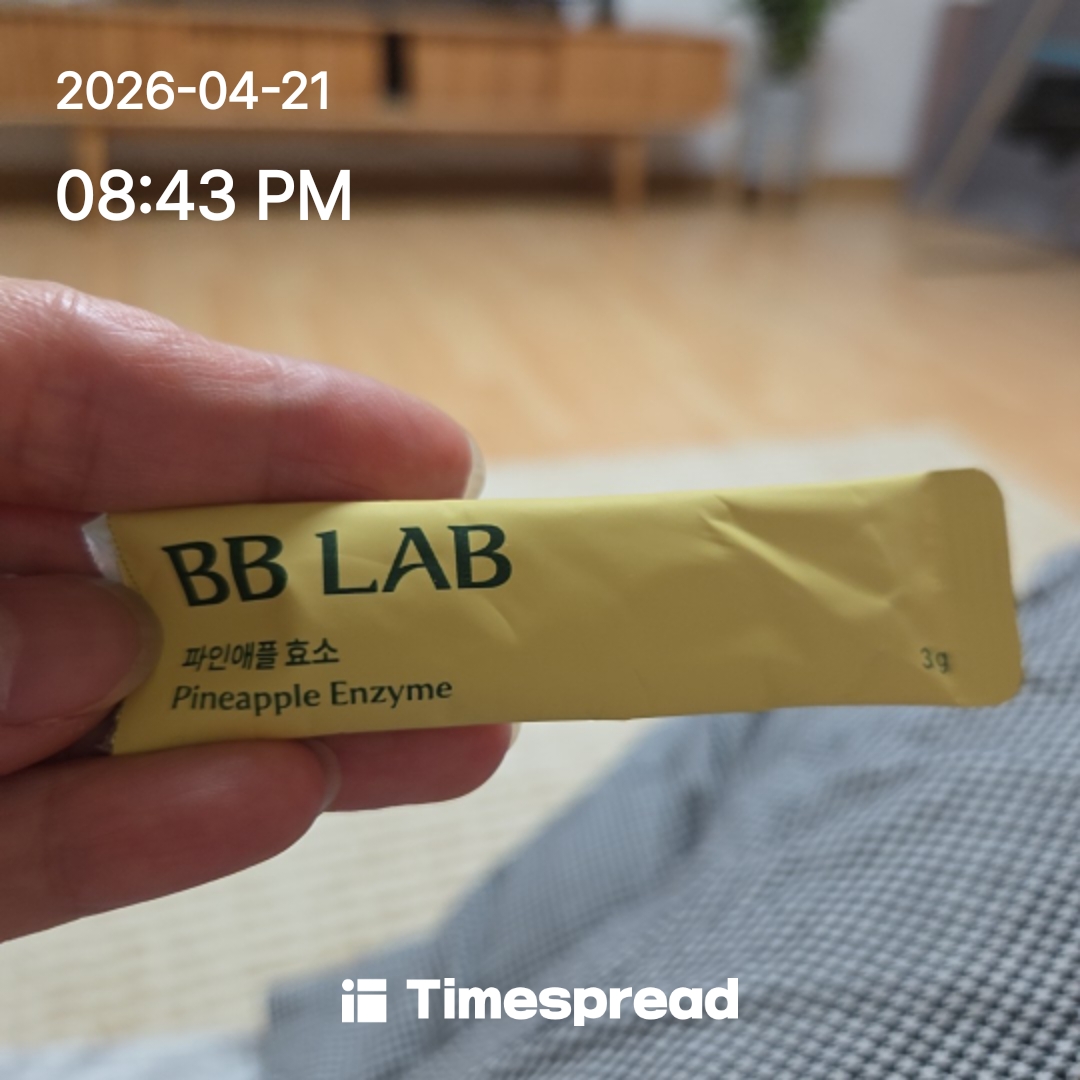 2026-04-21
08:43 PM
BB LAB
파인애플 효소
Pineapple Enzyme
3g
Timespread